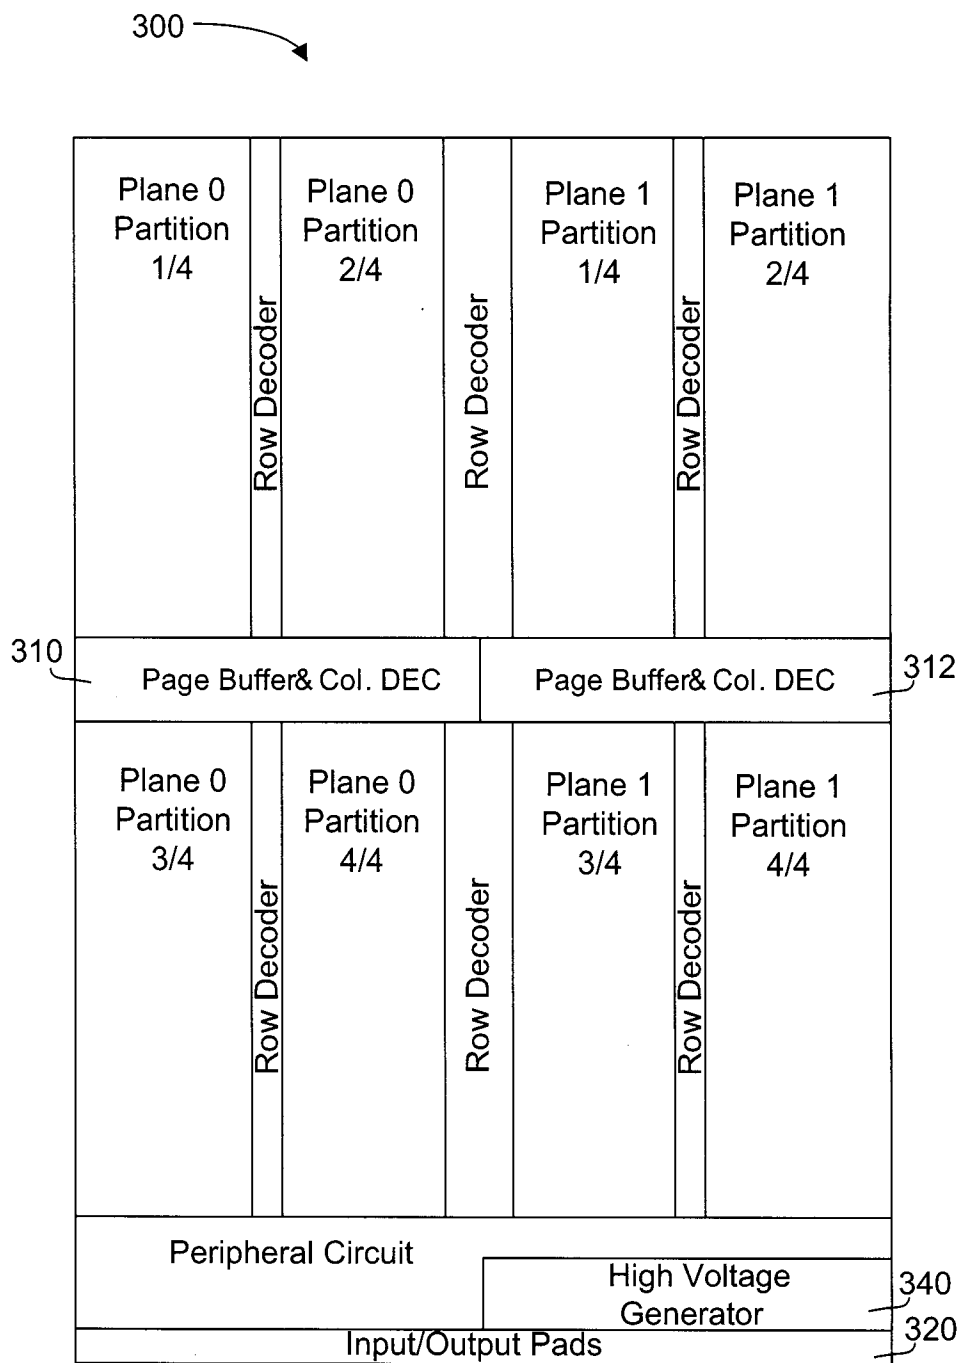 300
Plane 0
Partition
1/4
Row Decoder
Plane 0
Partition
2/4
Row Decoder
Plane 1
Partition
1/4
Row Decoder
Plane 1
Partition
2/4
310
Page Buffer& Col. DEC
Page Buffer& Col. DEC
312
Plane 0
Partition
3/4
Row Decoder
Plane 0
Partition
4/4
Row Decoder
Plane 1
Partition
3/4
Row Decoder
Plane 1
Partition
4/4
Peripheral Circuit
High Voltage
Generator
340
Input/Output Pads
320